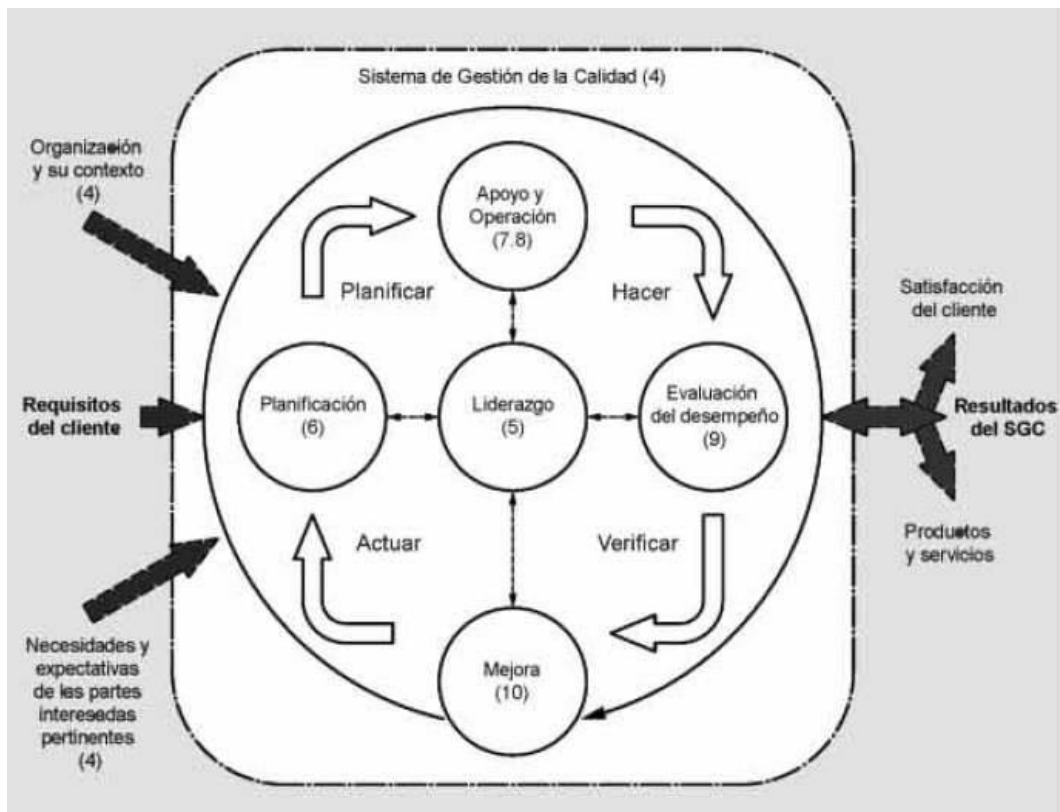 Sistema de Gestión de la Calidad (4)
Organización
y su contexto
(4)
Apoyo y
Operación
(7.8)
Planificar
Hacer
Satisfacción
del cliente
Requisitos
del cliente
Planificación
(6)
Liderazgo
(5)
Evaluación
del desempeño
(9)
Resultados
del SGC
Actuar
Verificar
Productos
y servicios
Necesidades y
expectativas
de las partes
interesadas
pertinentes
(4)
Mejora
(10)